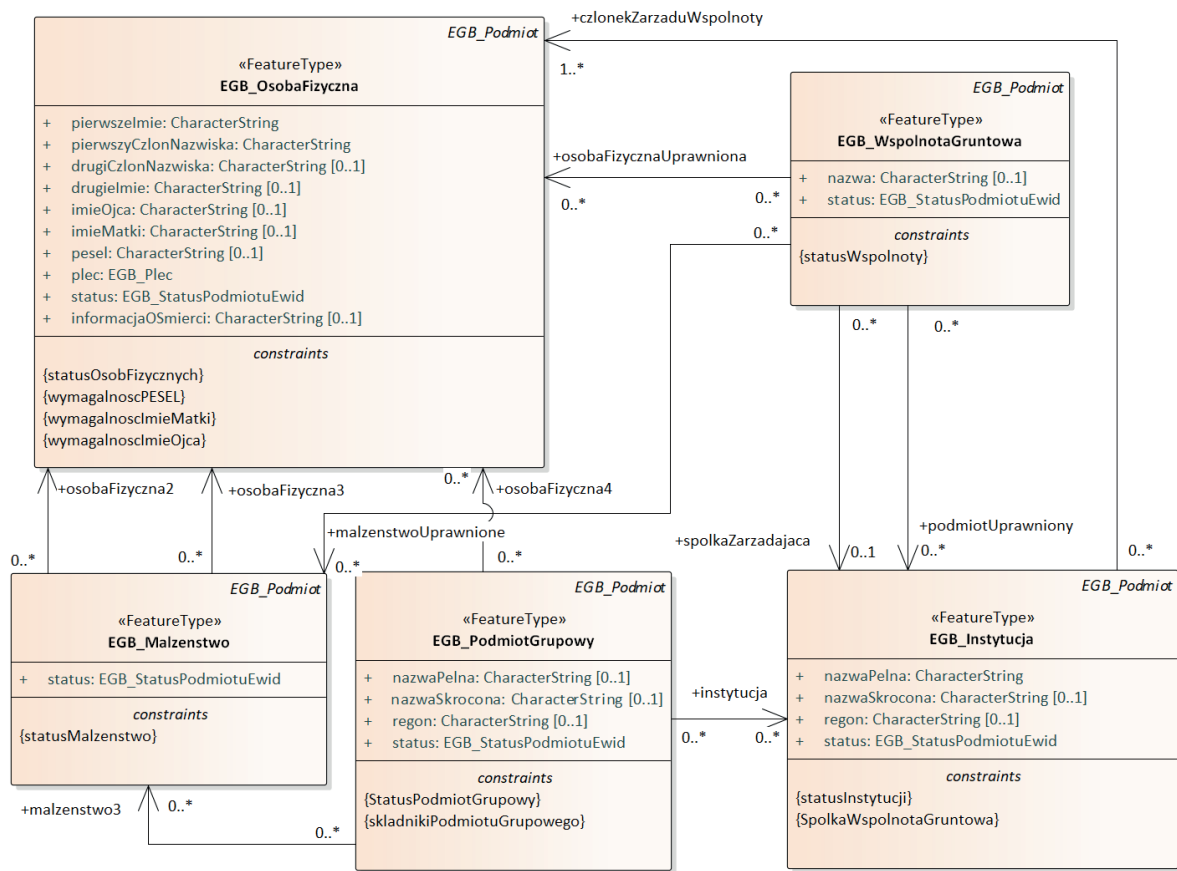 EGB_Podmiot
«FeatureType»
EGB_OsobaFizyczna
+ pierwszeImie: CharacterString
+ pierwszyCzlonNazwiska: CharacterString
+ drugiCzlonNazwiska: CharacterString [0..1]
+ drugieImie: CharacterString [0..1]
+ imieOjca: CharacterString [0..1]
+ imieMatki: CharacterString [0..1]
+ pesel: CharacterString [0..1]
+ plec: EGB_Plec
+ status: EGB_StatusPodmiotuEwid
+ informacjaOSmierci: CharacterString [0..1]
constraints
{statusOsobFizycznych}
{wymagalnoscPESEL}
{wymagalnoscImieMatki}
{wymagalnoscImieOjca}
+członekZarzaduWspolnoty
1..*
EGB_Podmiot
«FeatureType»
EGB_WspolnotaGruntowa
+ nazwa: CharacterString [0..1]
+ status: EGB_StatusPodmiotuEwid
constraints
{statusWspolnoty}
+osobaFizycznaUprawniona
0..*
0..*
0..*
0..*
0..*
+osobaFizyczna2
+osobaFizyczna3
0..*
+osobaFizyczna4
+malzenstwoUprawnione
+spolkaZarzadajaca
+podmiotUprawniony
0..*
0..*
0..*
0..*
0..1
0..*
0..*
EGB_Podmiot
«FeatureType»
EGB_Malzenstwo
+ status: EGB_StatusPodmiotuEwid
constraints
{statusMalzenstwo}
EGB_Podmiot
«FeatureType»
EGB_PodmiotGrupowy
+ nazwaPelna: CharacterString [0..1]
+ nazwaSkrocona: CharacterString [0..1]
+ regon: CharacterString [0..1]
+ status: EGB_StatusPodmiotuEwid
constraints
{StatusPodmiotGrupowy}
{skladnikiPodmiotuGrupowego}
+instytucja
0..*
0..*
EGB_Podmiot
«FeatureType»
EGB_Instytucja
+ nazwaPelna: CharacterString
+ nazwaSkrocona: CharacterString [0..1]
+ regon: CharacterString [0..1]
+ status: EGB_StatusPodmiotuEwid
constraints
{statusInstytucji}
{SpolkaWspolnotaGruntowa}
+malzenstwo3
0..*
0..*